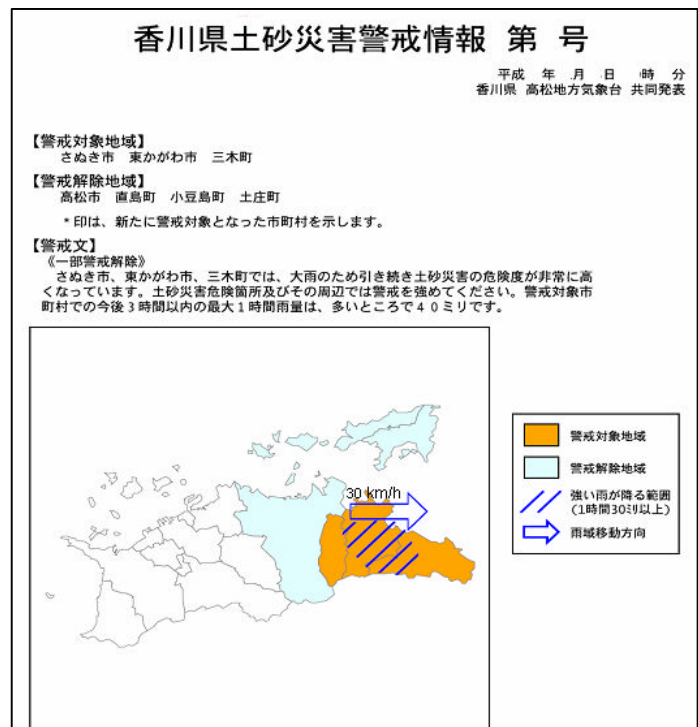 香川県土砂災害警戒情報 第 号
平成 年 月 日 時 分
香川県 高松地方気象台 共同発表
【警戒対象地域】
さぬき市 東かがわ市 三木町
【警戒解除地域】
高松市 直島町 小豆島町 土庄町
*印は、新たに警戒対象となった市町村を示します。
【警戒文】
《一部警戒解除》
さぬき市、東かがわ市、三木町では、大雨のため引き続き土砂災害の危険度が非常に高
くなっています。土砂災害危険箇所及びその周辺では警戒を強めてください。警戒対象市
町村での今後3時間以内の最大1時間雨量は、多いところで40ミリです。
30 km/h
警戒対象地域
警戒解除地域
強い雨が降る範囲
(1時間30ミリ以上)
雨域移動方向